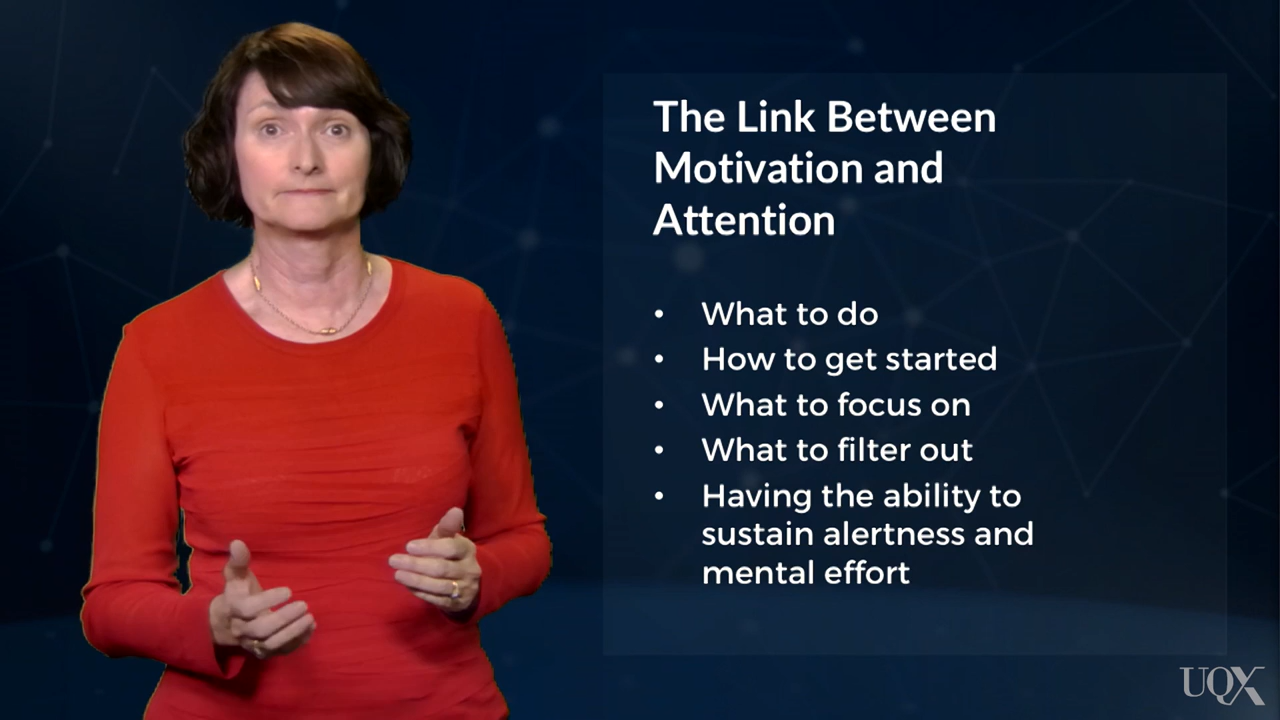 The Link Between
Motivation and
Attention
• What to do
• How to get started
• What to focus on
• What to filter out
• Having the ability to
sustain alertness and
mental effort
UQX